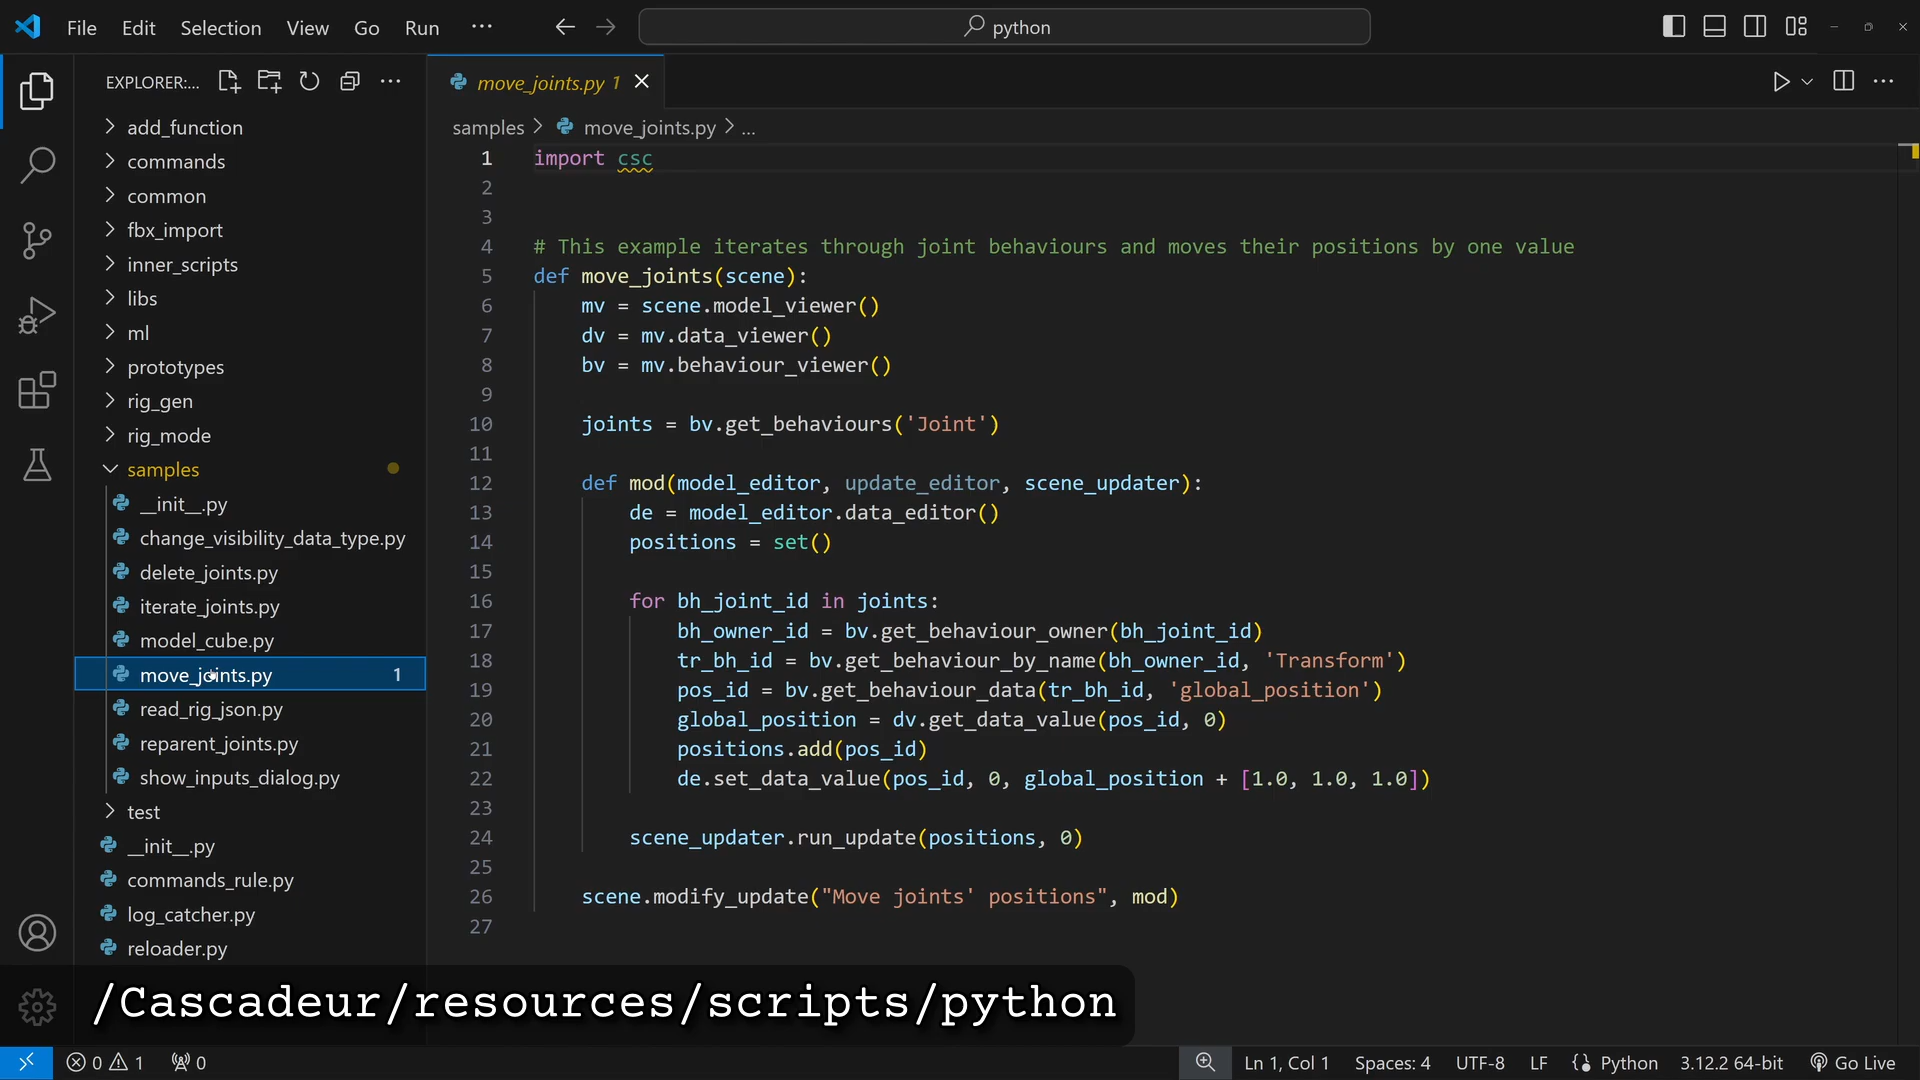 File Edit Selection View Go Run ···
python
EXPLORER:...
add_function
commands
common
fbx_import
inner_scripts
libs
ml
prototypes
rig_gen
rig_mode
samples
__init__.py
change_visibility_data_type.py
delete_joints.py
iterate_joints.py
model_cube.py
move_joints.py 1
read_rig_json.py
reparent_joints.py
show_inputs_dialog.py
test
__init__.py
commands_rule.py
log_catcher.py
reloader.py
move_joints.py 1
samples > move_joints.py > ...
1 import csc
2
3
4 # This example iterates through joint behaviours and moves their positions by one value
5 def move_joints(scene):
6 mv = scene.model_viewer()
7 dv = mv.data_viewer()
8 bv = mv.behaviour_viewer()
9
10 joints = bv.get_behaviours('Joint')
11
12 def mod(model_editor, update_editor, scene_updater):
13 de = model_editor.data_editor()
14 positions = set()
15
16 for bh_joint_id in joints:
17 bh_owner_id = bv.get_behaviour_owner(bh_joint_id)
18 tr_bh_id = bv.get_behaviour_by_name(bh_owner_id, 'Transform')
19 pos_id = bv.get_behaviour_data(tr_bh_id, 'global_position')
20 global_position = dv.get_data_value(pos_id, 0)
21 positions.add(pos_id)
22 de.set_data_value(pos_id, 0, global_position + [1.0, 1.0, 1.0])
23
24 scene_updater.run_update(positions, 0)
25
26 scene.modify_update("Move joints' positions", mod)
27
/Cascadeur/resources/scripts/python
0 1 0
Ln 1, Col 1 Spaces: 4 UTF-8 LF Python 3.12.2 64-bit Go Live